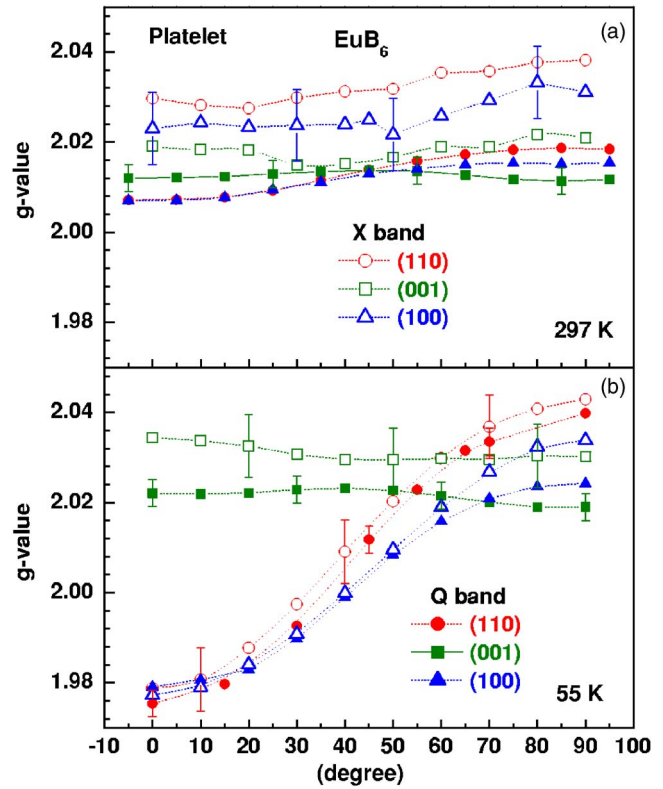 Platelet EuB₆ (a)
2.04
2.02
2.00
1.98
g-value
X band
(110)
(001)
(100)
297 K
(b)
2.04
2.02
2.00
1.98
g-value
Q band
(110)
(001)
(100)
55 K
-10 0 10 20 30 40 50 60 70 80 90 100
(degree)